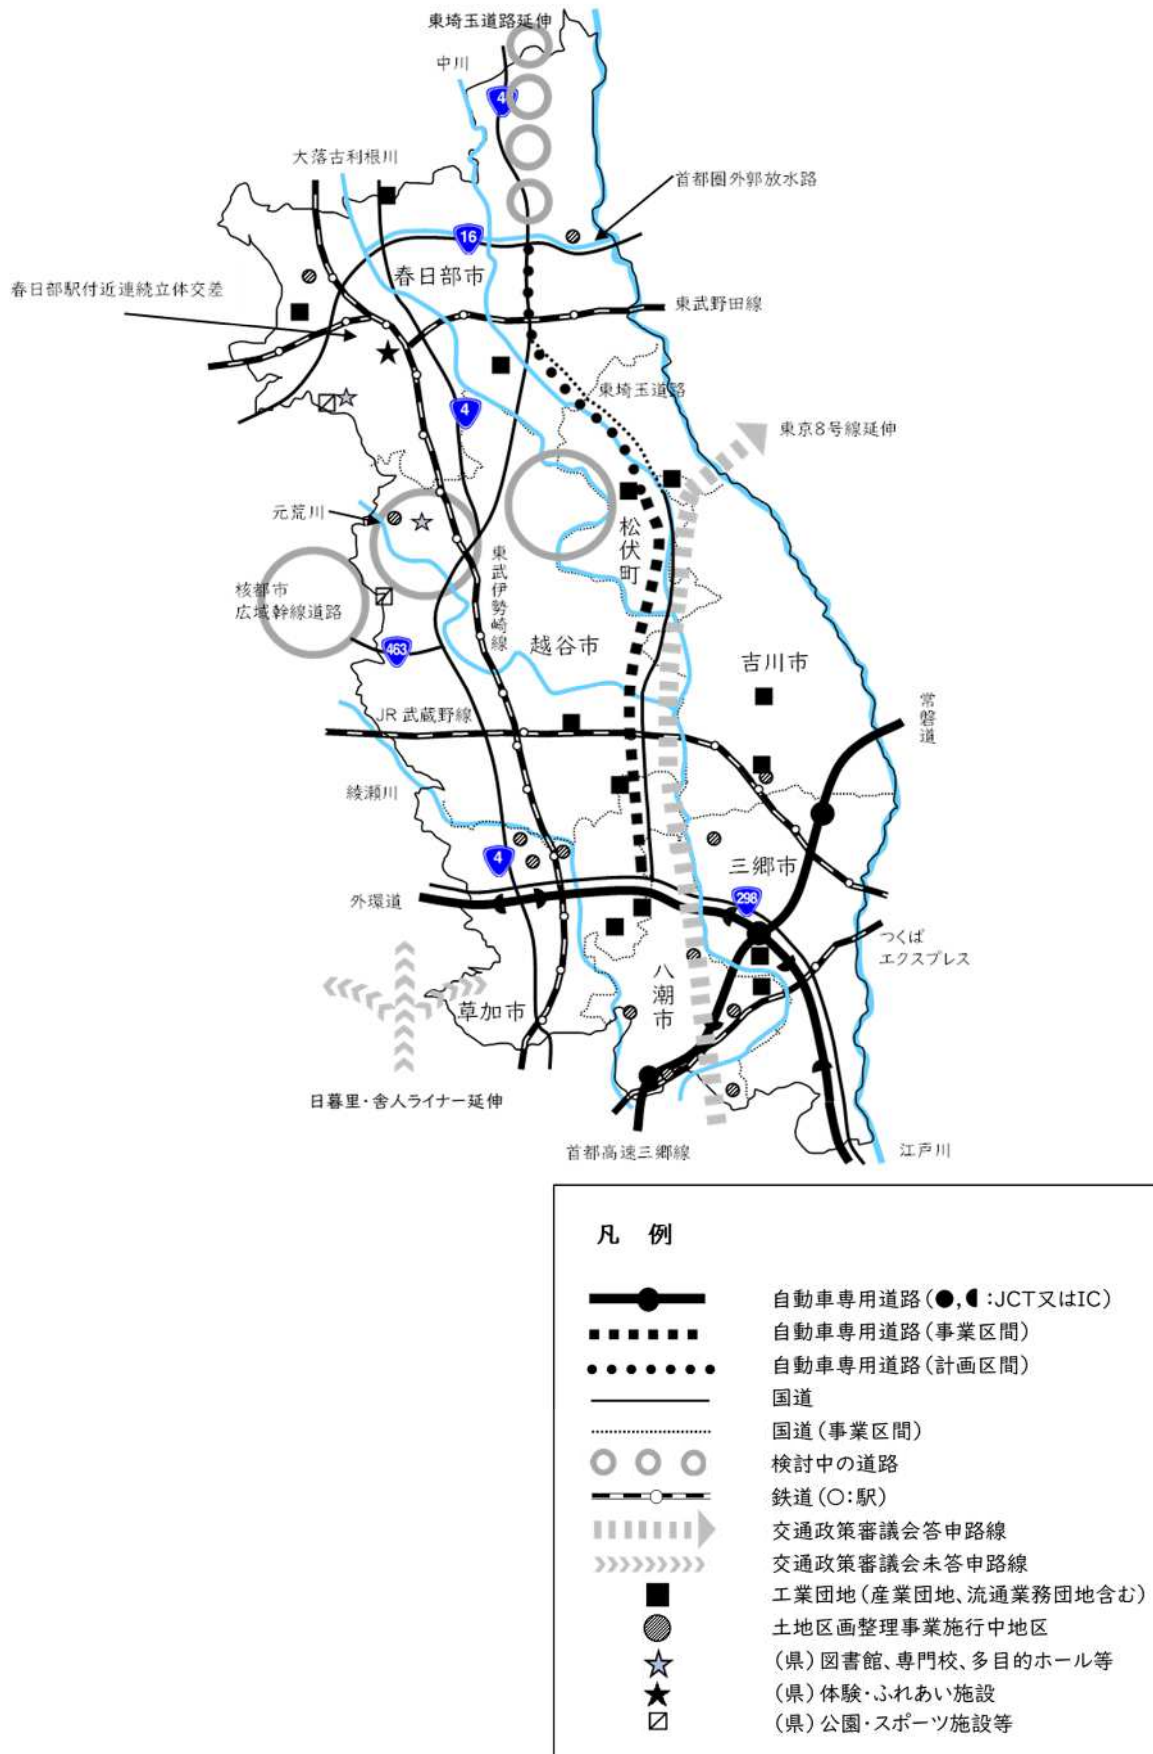 東埼玉道路延伸
中川
4
大落古利根川
首都圏外郭放水路
16
春日部市
春日部駅付近連続立体交差
東武野田線
東埼玉道路
4
東京8号線延伸
元荒川
松伏町
東武伊勢崎線
核都市
広域幹線道路
越谷市
463
吉川市
常磐道
JR武蔵野線
綾瀬川
4
三郷市
298
外環道
つくば
エクスプレス
八潮市
草加市
日暮里・舎人ライナー延伸
首都高速三郷線
江戸川
凡 例
自動車専用道路(●,◖:JCT又はIC)
自動車専用道路(事業区間)
自動車専用道路(計画区間)
国道
国道(事業区間)
検討中の道路
鉄道(○:駅)
交通政策審議会答申路線
交通政策審議会未答申路線
工業団地(産業団地、流通業務団地含む)
土地区画整理事業施行中地区
(県)図書館、専門校、多目的ホール等
(県)体験・ふれあい施設
(県)公園・スポーツ施設等